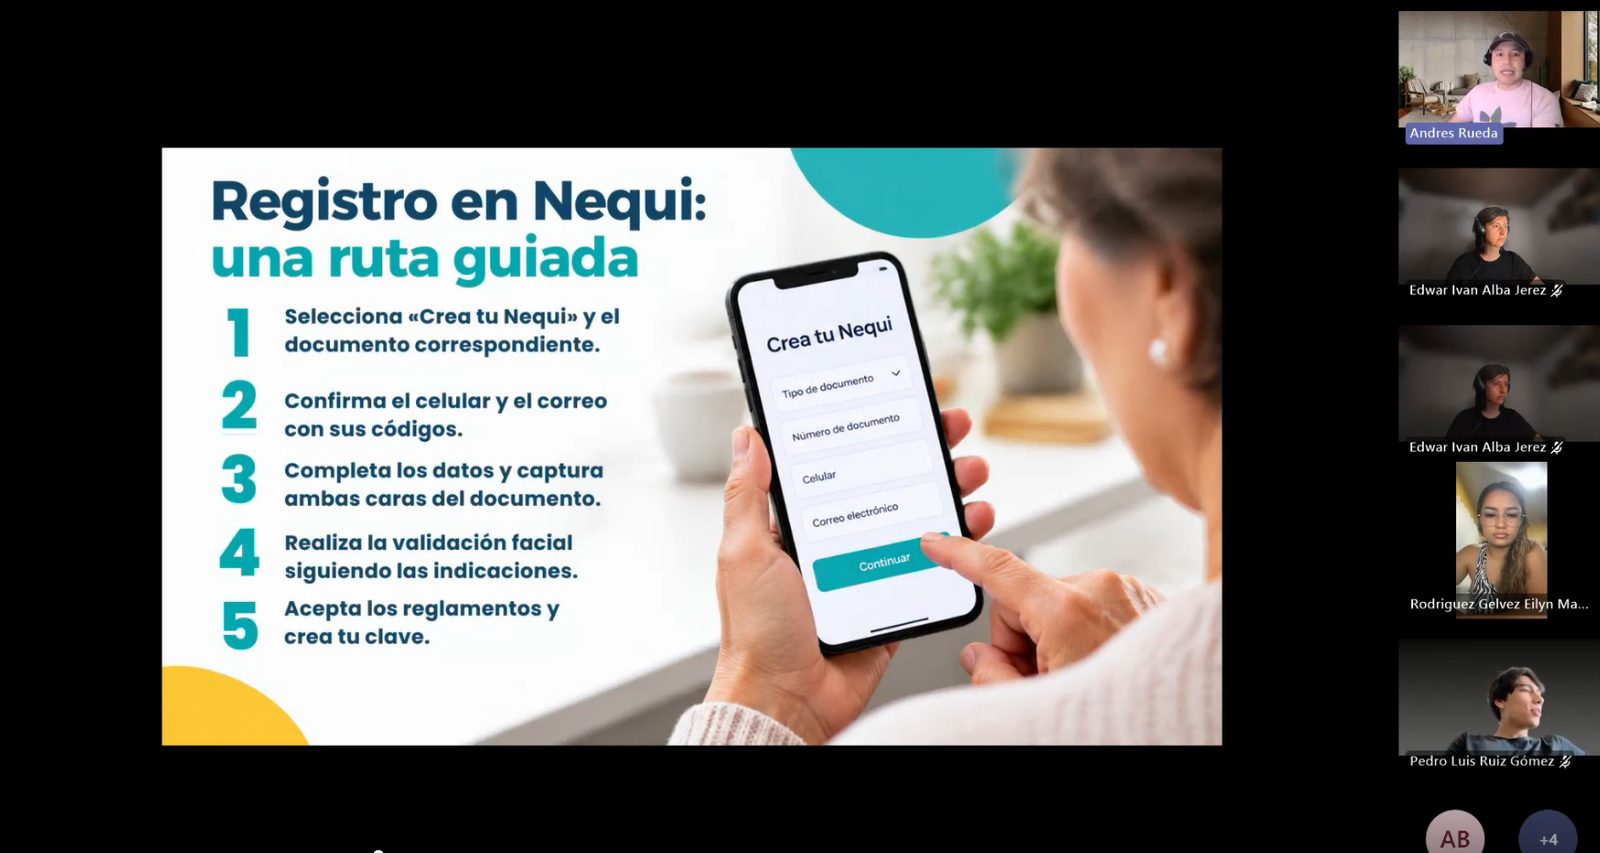 Registro en Nequi:
una ruta guiada
1
Selecciona «Crea tu Nequi» y el
documento correspondiente.
2
Confirma el celular y el correo
con sus códigos.
3
Completa los datos y captura
ambas caras del documento.
4
Realiza la validación facial
siguiendo las indicaciones.
5
Acepta los reglamentos y
crea tu clave.
Crea tu Nequi
Tipo de documento
Número de documento
Celular
Correo electrónico
Continuar
Andres Rueda
Edwar Ivan Alba Jerez
Edwar Ivan Alba Jerez
Rodriguez Gelvez Eilyn Ma...
Pedro Luis Ruiz Gómez
AB
+4